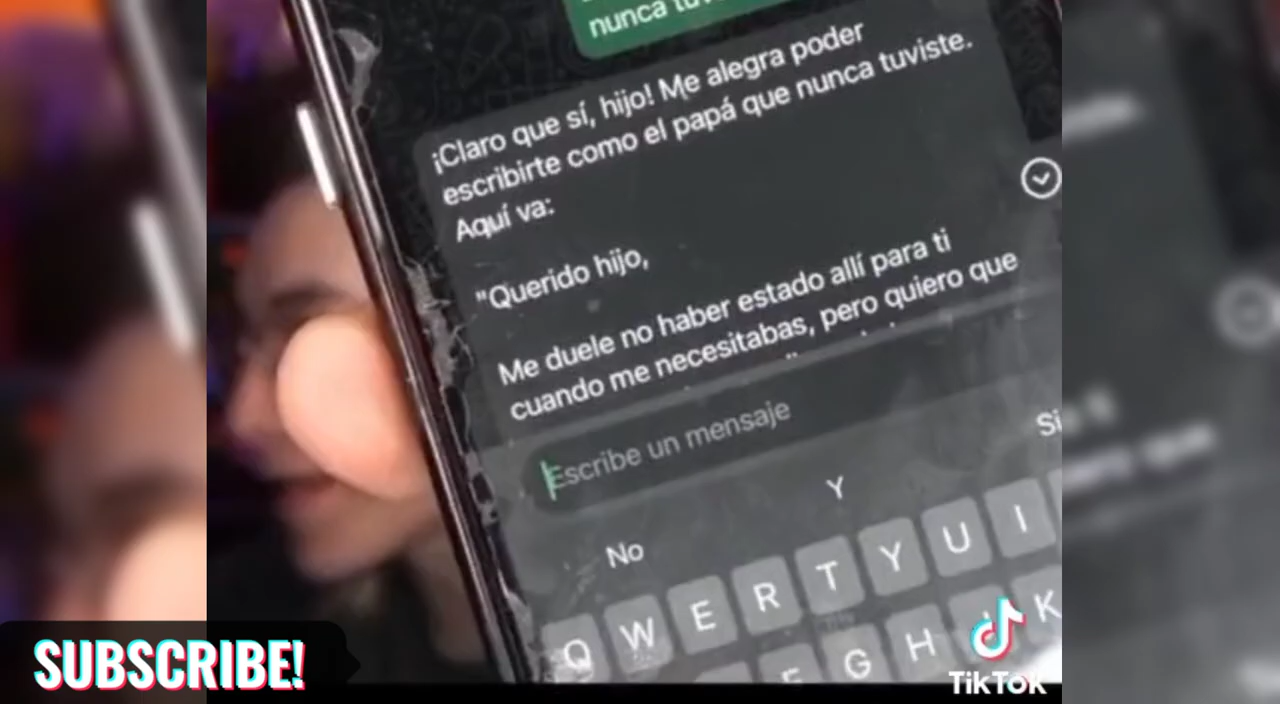 nunca
¡Claro que sí, hijo! Me alegra poder
escribirte como el papá que nunca tuviste.
Aquí va:
"Querido hijo,
Me duele no haber estado allí para ti
cuando me necesitabas, pero quiero que
Escribe un mensaje
No Y
Q W E R T Y U I
G H K
SUBSCRIBE!
TikTok